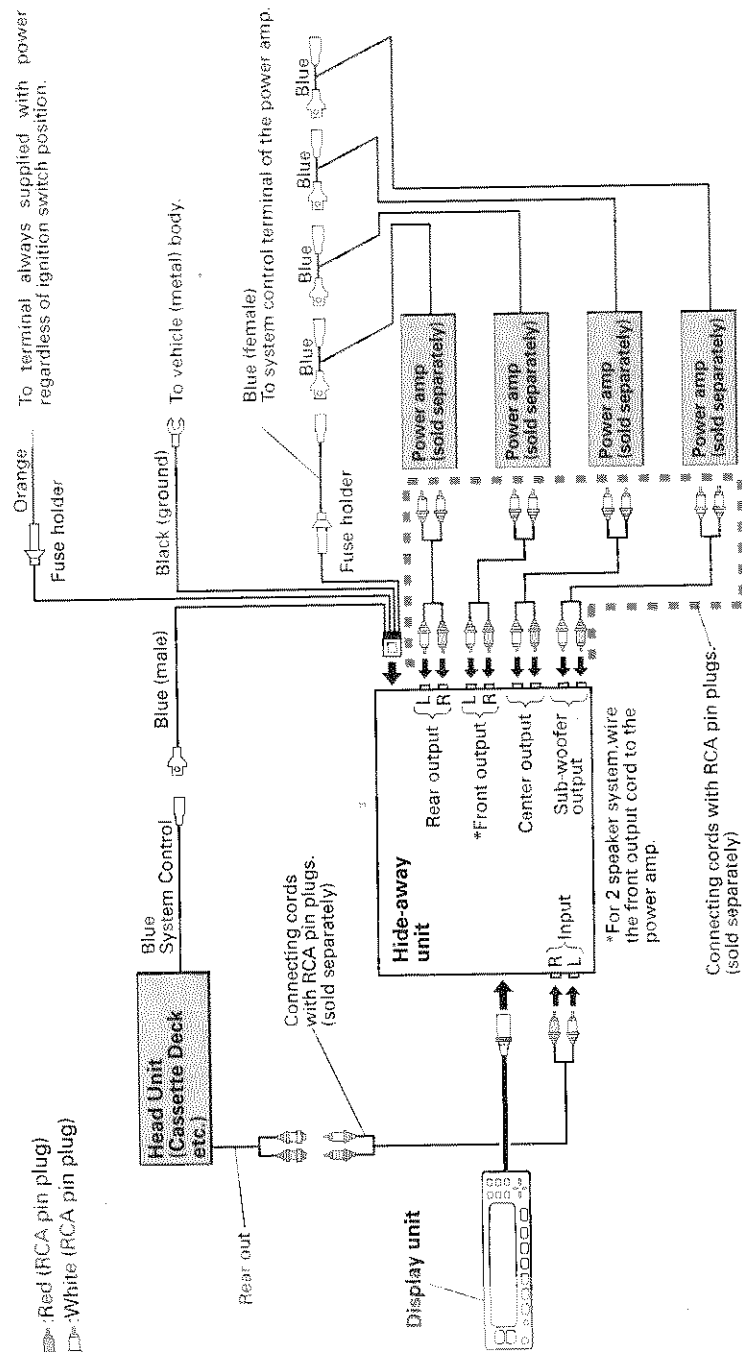 :Red (RCA pin plug)
:White (RCA pin plug)
Head Unit
(Cassette Deck
etc.)
Rear out
Blue
System Control
Blue (male)
Orange
Fuse holder
To terminal always supplied with power
regardless of ignition switch position.
Black (ground)
To vehicle (metal) body.
Blue (female)
To system control terminal of the power amp.
Fuse holder
Blue
Blue
Blue
Blue
Connecting cords
with RCA pin plugs.
(sold separately)
Display unit
Hide-away
unit
R
L
Input
L
R
Rear output
L
R
*Front output
Center output
Sub-woofer
output
*For 2 speaker system,wire
the front output cord to the
power amp.
Power amp
(sold separately)
Power amp
(sold separately)
Power amp
(sold separately)
Power amp
(sold separately)
Connecting cords with RCA pin plugs.
(sold separately)